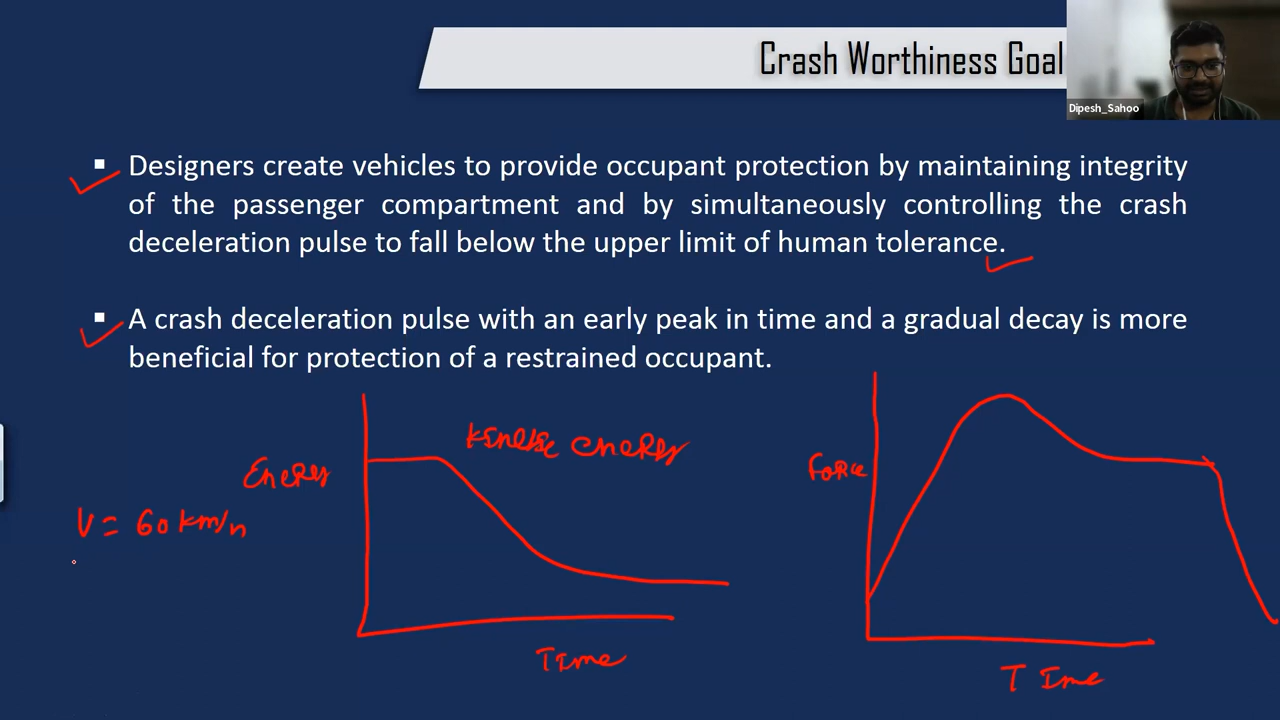 Crash Worthiness Goal
Dipesh_Sahoo
▪ Designers create vehicles to provide occupant protection by maintaining integrity
of the passenger compartment and by simultaneously controlling the crash
deceleration pulse to fall below the upper limit of human tolerance.
▪ A crash deceleration pulse with an early peak in time and a gradual decay is more
beneficial for protection of a restrained occupant.
Kinetic energy
Energy
Force
V = 60 km/h
Time
Time